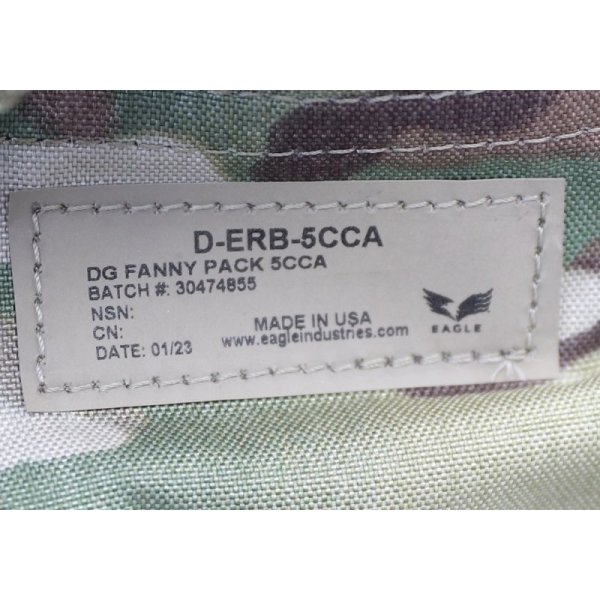 D-ERB-5CCA
DG FANNY PACK 5CCA
BATCH #: 30474855
NSN:
CN:
DATE: 01/23
MADE IN USA
www.eagleindustries.com
EAGLE